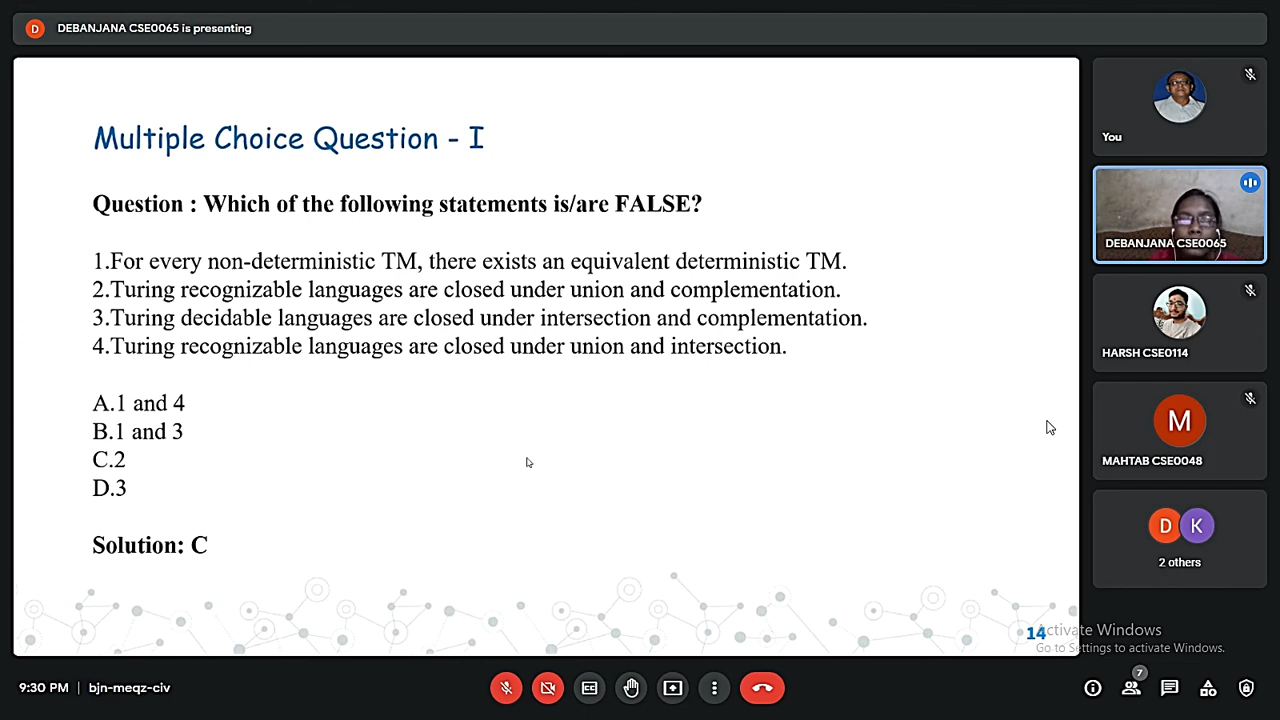 D DEBANJANA CSE0065 is presenting
Multiple Choice Question - I
Question : Which of the following statements is/are FALSE?
1.For every non-deterministic TM, there exists an equivalent deterministic TM.
2.Turing recognizable languages are closed under union and complementation.
3.Turing decidable languages are closed under intersection and complementation.
4.Turing recognizable languages are closed under union and intersection.
A.1 and 4
B.1 and 3
C.2
D.3
Solution: C
14
You
DEBANJANA CSE0065
HARSH CSE0114
M
MAHTAB CSE0048
D K
2 others
Activate Windows
Go to Settings to activate Windows.
9:30 PM | bjn-meqz-civ
7